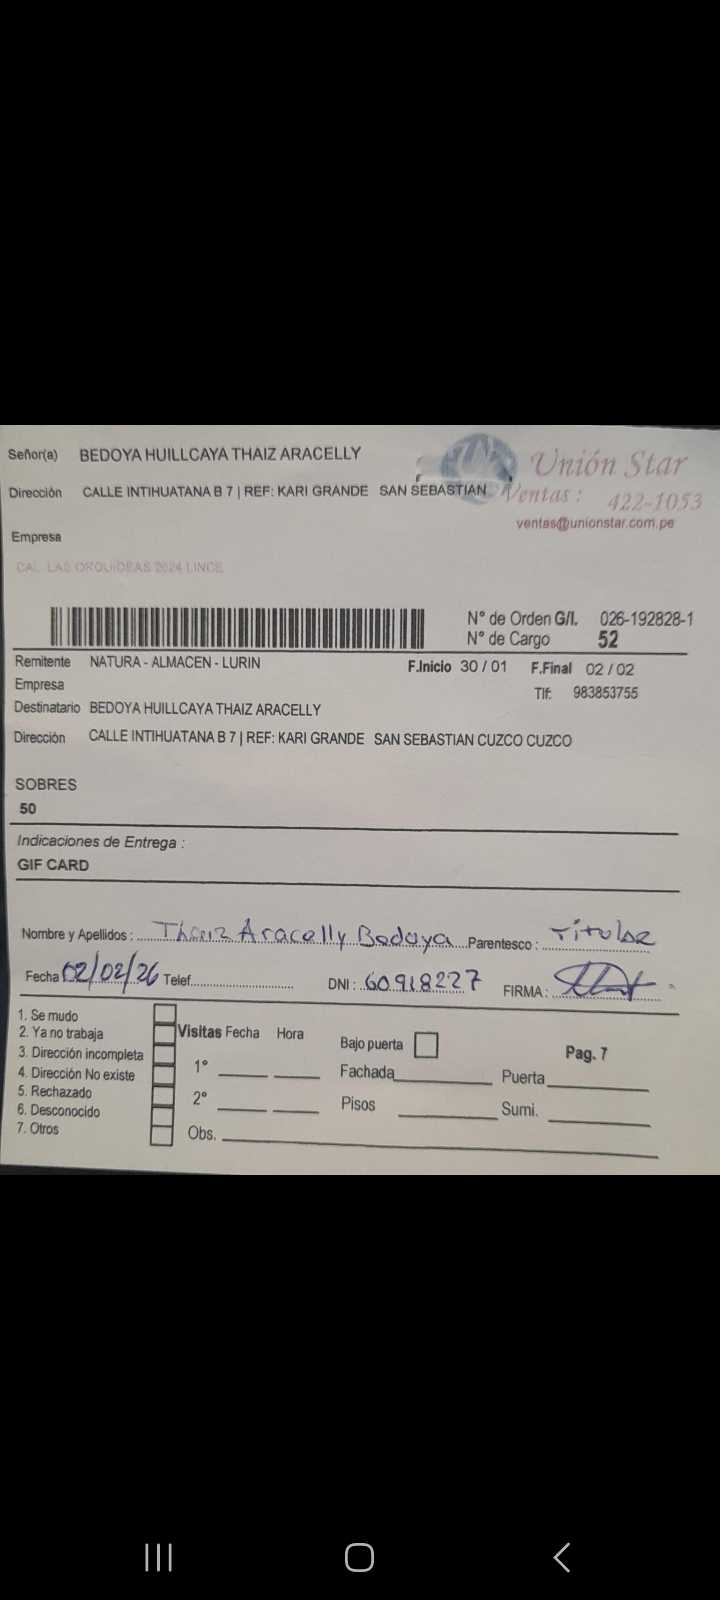 Señor(a) BEDOYA HUILLCAYA THAIZ ARACELLY
Unión Star
Dirección CALLE INTIHUATANA B 7 | REF: KARI GRANDE SAN SEBASTIAN
Ventas : 422-1053
ventas@unionstar.com.pe
Empresa
CAL. LAS ORQUIDEAS 2624 LINCE
N° de Orden G/I. 026-192828-1
N° de Cargo 52
Remitente NATURA - ALMACEN - LURIN F.Inicio 30 / 01 F.Final 02 / 02
Empresa Tlf: 983853755
Destinatario BEDOYA HUILLCAYA THAIZ ARACELLY
Dirección CALLE INTIHUATANA B 7 | REF: KARI GRANDE SAN SEBASTIAN CUZCO CUZCO
SOBRES
50
Indicaciones de Entrega :
GIF CARD
Nombre y Apellidos : Thaiz Aracelly Bedoya Parentesco : Titular
Fecha 02/02/26 Telef. DNI : 60918227 FIRMA :
1. Se mudo
2. Ya no trabaja
3. Dirección incompleta
4. Dirección No existe
5. Rechazado
6. Desconocido
7. Otros
Visitas Fecha Hora
1°
2°
Obs.
Bajo puerta
Fachada
Pisos
Pag. 7
Puerta
Sumi.